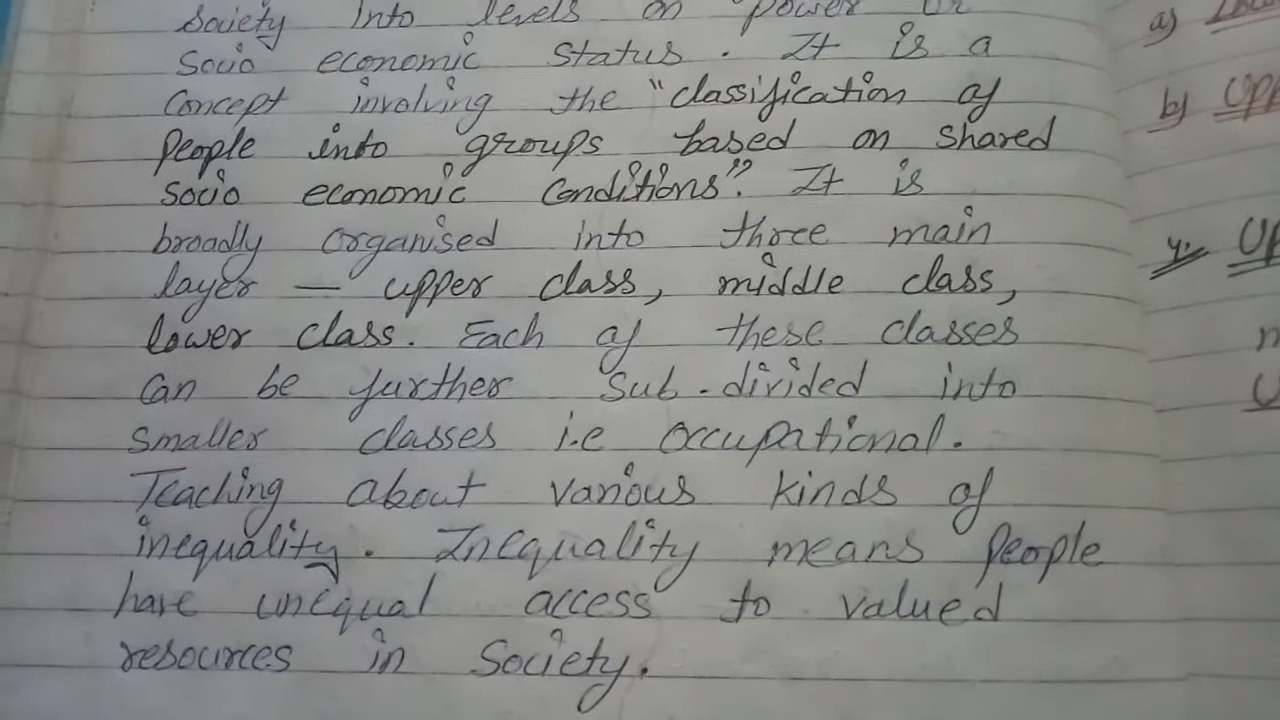 Society into levels on power or
Socio economic status. It is a
concept involving the "classification of
people into groups based on shared
socio economic conditions". It is
broadly organised into three main
layer — upper class, middle class,
lower class. Each of these classes
can be further sub-divided into
smaller classes i.e occupational.
Teaching about various kinds of
inequality. Inequality means people
have unequal access to valued
resources in Society.
a)
b) Upp
4. Up